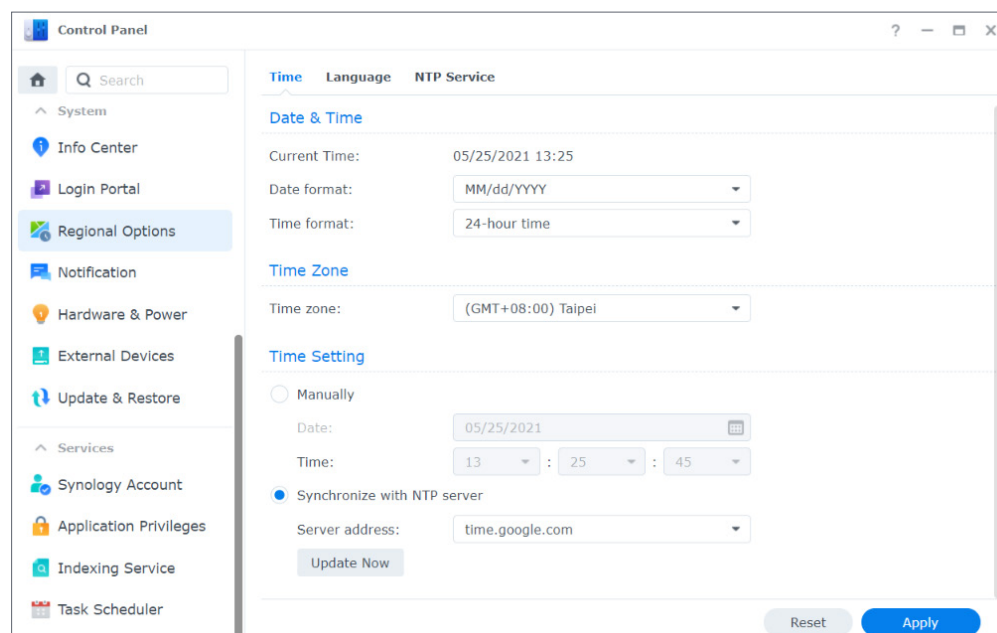 Control Panel
?
Search
System
Info Center
Login Portal
Regional Options
Notification
Hardware & Power
External Devices
Update & Restore
Services
Synology Account
Application Privileges
Indexing Service
Task Scheduler
Time Language NTP Service
Date & Time
Current Time: 05/25/2021 13:25
Date format: MM/dd/YYYY
Time format: 24-hour time
Time Zone
Time zone: (GMT+08:00) Taipei
Time Setting
Manually
Date: 05/25/2021
Time: 13 : 25 : 45
Synchronize with NTP server
Server address: time.google.com
Update Now
Reset Apply